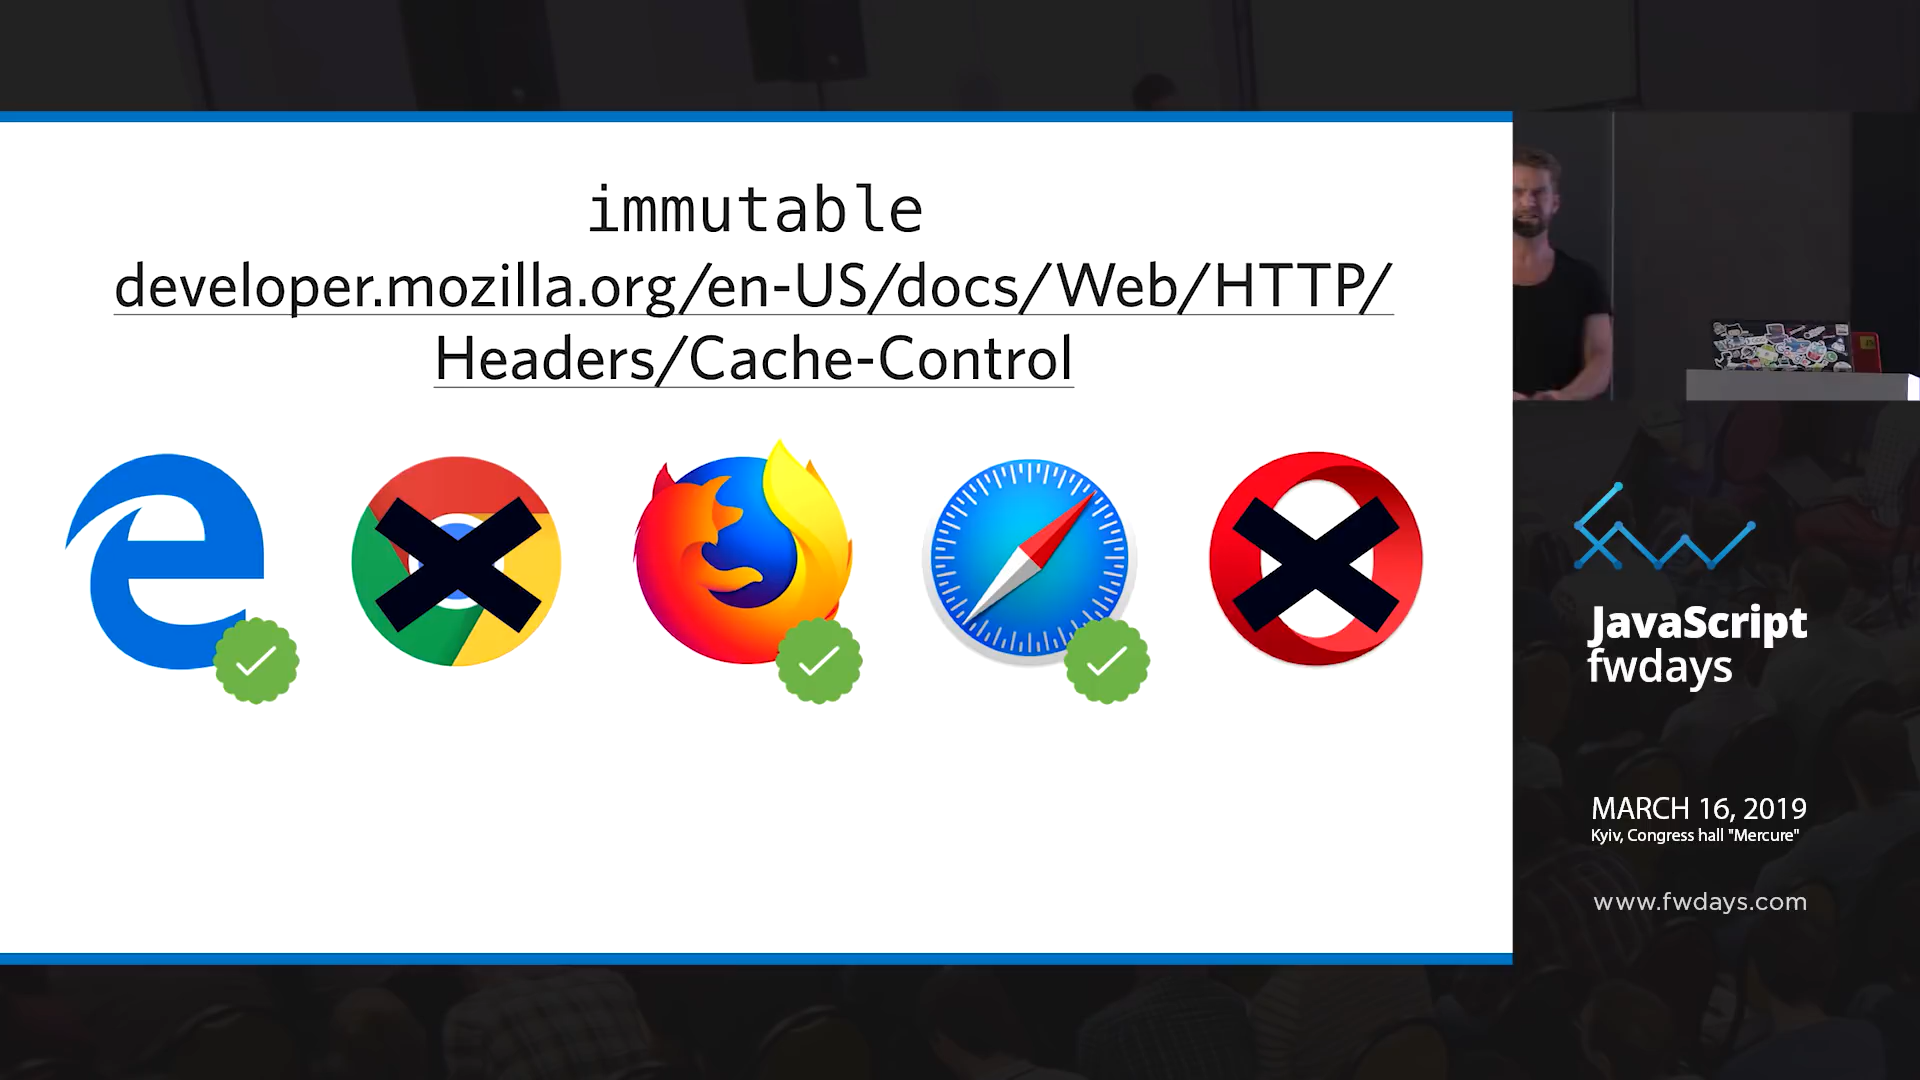 immutable
developer.mozilla.org/en-US/docs/Web/HTTP/
Headers/Cache-Control
JavaScript
fwdays
MARCH 16, 2019
Kyiv, Congress hall "Mercure"
www.fwdays.com